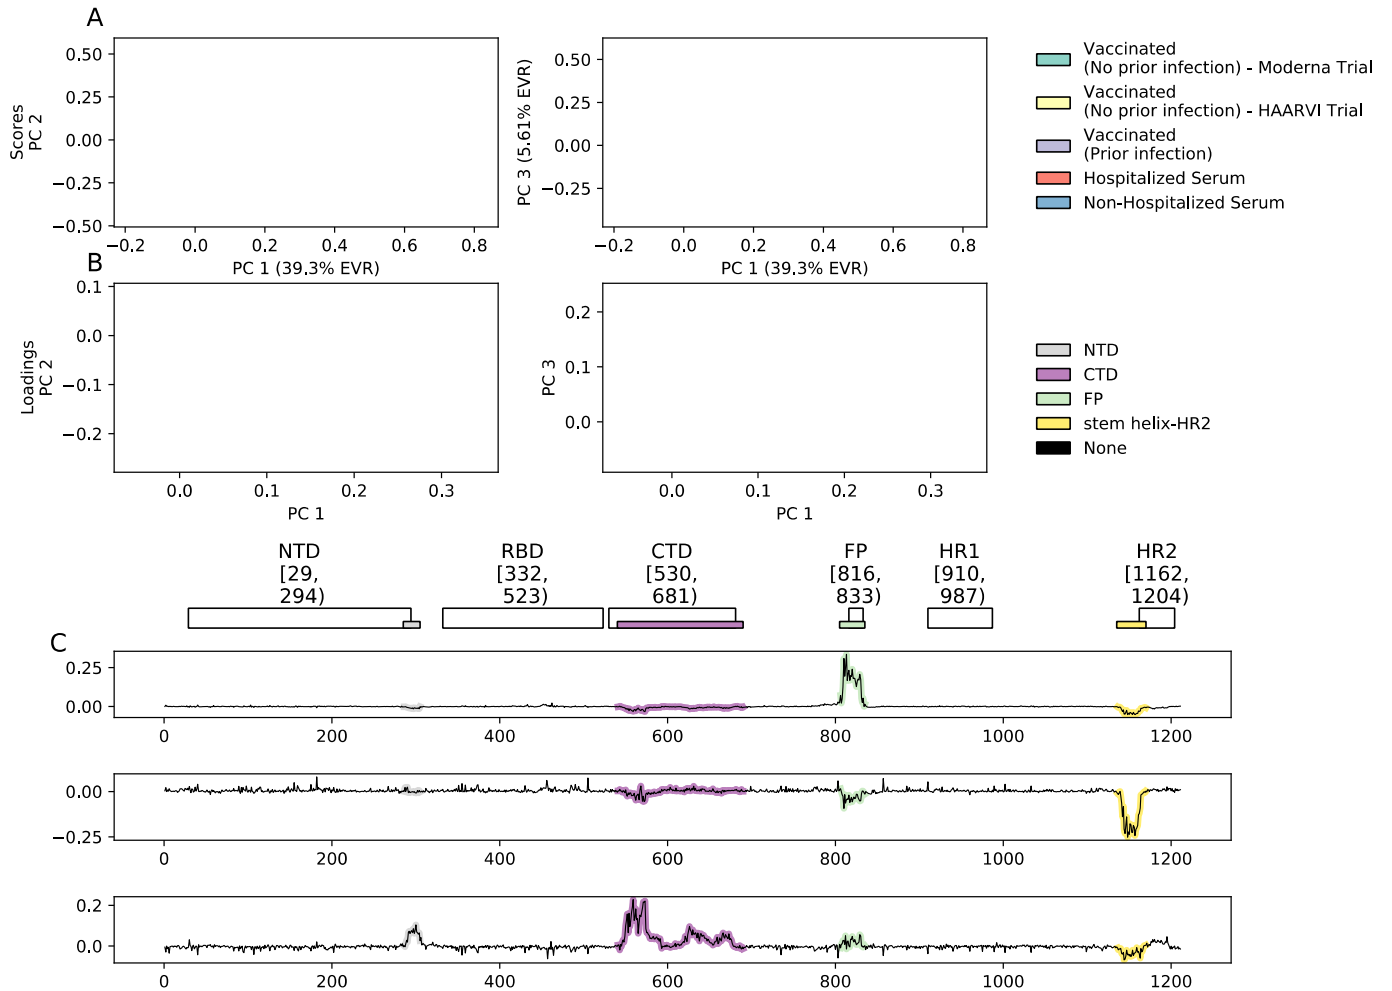 A
0.50
0.25
0.00
−0.25
−0.50
Scores
PC 2
−0.2 0.0 0.2 0.4 0.6 0.8
PC 1 (39.3% EVR)
0.50
0.25
0.00
−0.25
PC 3 (5.61% EVR)
−0.2 0.0 0.2 0.4 0.6 0.8
PC 1 (39.3% EVR)
Vaccinated
(No prior infection) - Moderna Trial
Vaccinated
(No prior infection) - HAARVI Trial
Vaccinated
(Prior infection)
Hospitalized Serum
Non-Hospitalized Serum
B
0.1
0.0
−0.1
−0.2
Loadings
PC 2
0.0 0.1 0.2 0.3
PC 1
0.2
0.1
0.0
PC 3
0.0 0.1 0.2 0.3
PC 1
NTD
CTD
FP
stem helix-HR2
None
NTD
[29,
294)
RBD
[332,
523)
CTD
[530,
681)
FP
[816,
833)
HR1
[910,
987)
HR2
[1162,
1204)
C
0.25
0.00
0 200 400 600 800 1000 1200
0.00
−0.25
0 200 400 600 800 1000 1200
0.2
0.0
0 200 400 600 800 1000 1200